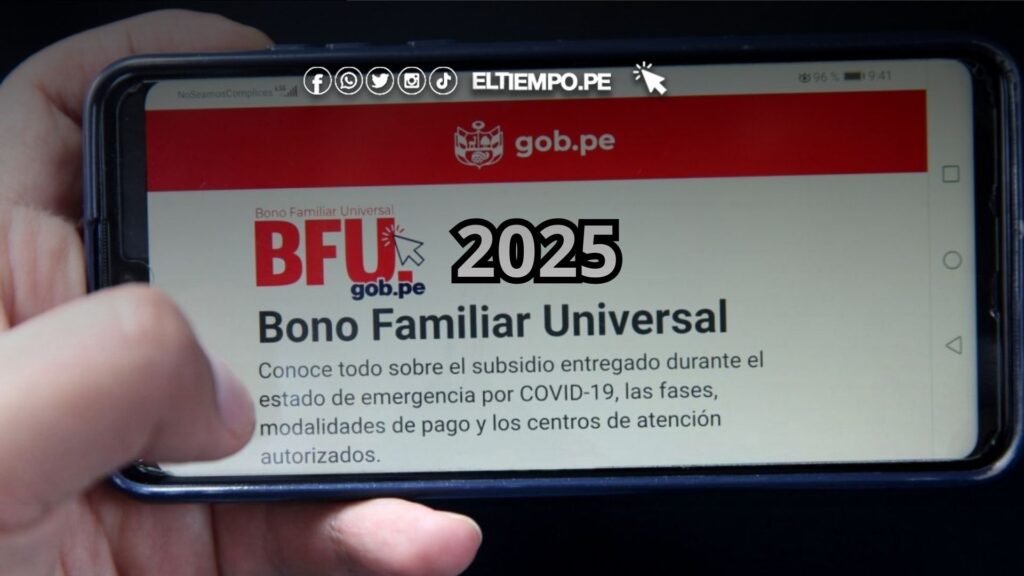 ELTIEMPO.PE
NoSeamosComplices
96 % 9:41
gob.pe
Bono Familiar Universal
BFU.
gob.pe
2025
Bono Familiar Universal
Conoce todo sobre el subsidio entregado durante el
estado de emergencia por COVID-19, las fases,
modalidades de pago y los centros de atención
autorizados.